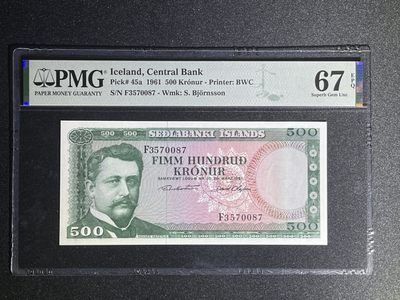 PMG
PAPER MONEY GUARANTY
Iceland, Central Bank
Pick# 45a 1961 500 Krónur - Printer: BWC
S/N F3570087 - Wmk: S. Björnsson
67 EPQ
Superb Gem Unc
500 500
SEÐLABANKI ÍSLANDS
500
F3570087
FIMM HUNDRUÐ
KRÓNUR
F3570087
500